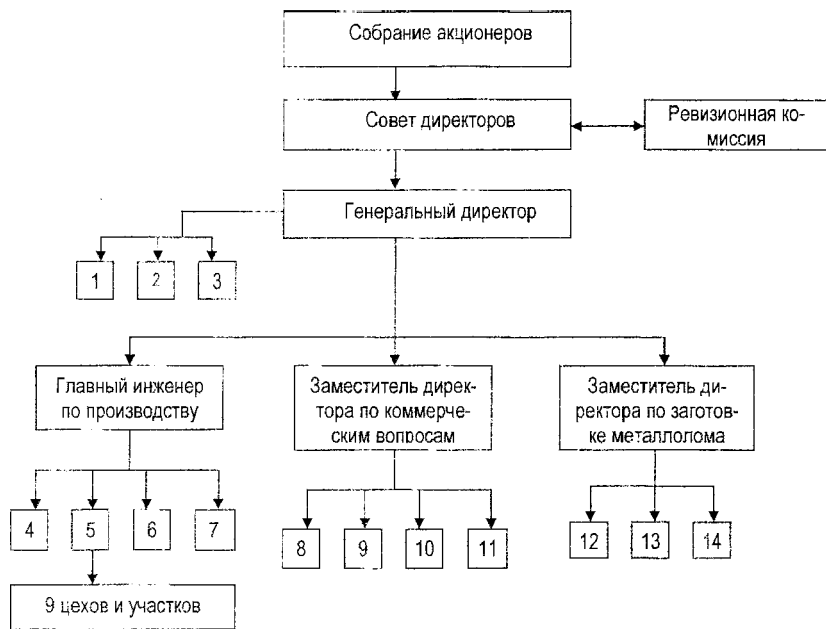 Собрание акционеров
Совет директоров
Ревизионная ко-
миссия
Генеральный директор
1 2 3
Главный инженер
по производству
Заместитель дирек-
тора по коммерче-
ским вопросам
Заместитель ди-
ректора по заготов-
ке металлолома
4 5 6 7
8 9 10 11
12 13 14
9 цехов и участков